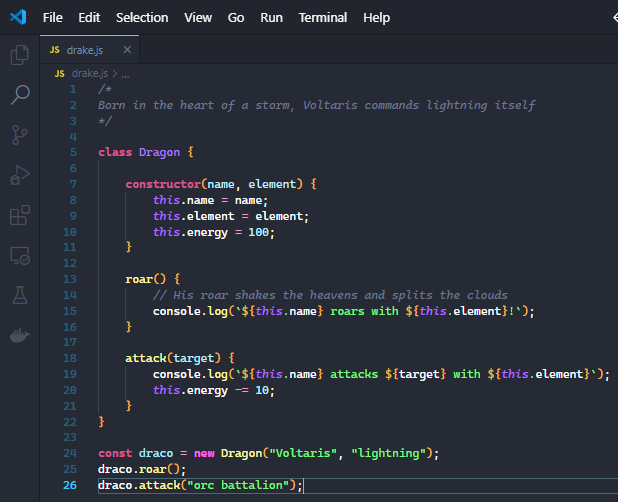 File Edit Selection View Go Run Terminal Help
JS drake.js ×
JS drake.js > ...
1 /*
2 Born in the heart of a storm, Voltaris commands lightning itself
3 */
4
5 class Dragon {
6
7     constructor(name, element) {
8         this.name = name;
9         this.element = element;
10         this.energy = 100;
11     }
12
13     roar() {
14         // His roar shakes the heavens and splits the clouds
15         console.log(`${this.name} roars with ${this.element}!`);
16     }
17
18     attack(target) {
19         console.log(`${this.name} attacks ${target} with ${this.element}`);
20         this.energy -= 10;
21     }
22 }
23
24 const draco = new Dragon("Voltaris", "lightning");
25 draco.roar();
26 draco.attack("orc battalion");